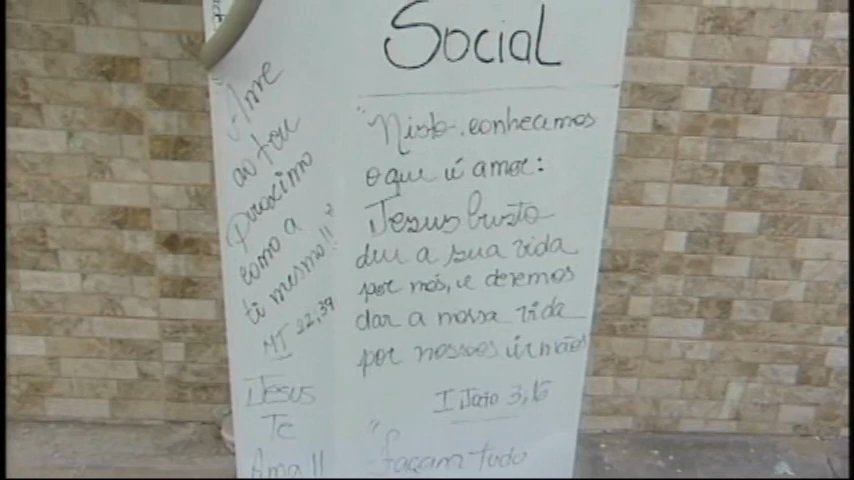 Social
Ame
ao teu
próximo
como a
ti mesmo!!"
MT 22,39
Jesus
Te
Ama!!
"Nisto conhecemos
o que é amor:
Jesus Cristo
deu a sua vida
por nós, e devemos
dar a nossa vida
por nossos irmãos
I João 3,16
"Façam tudo